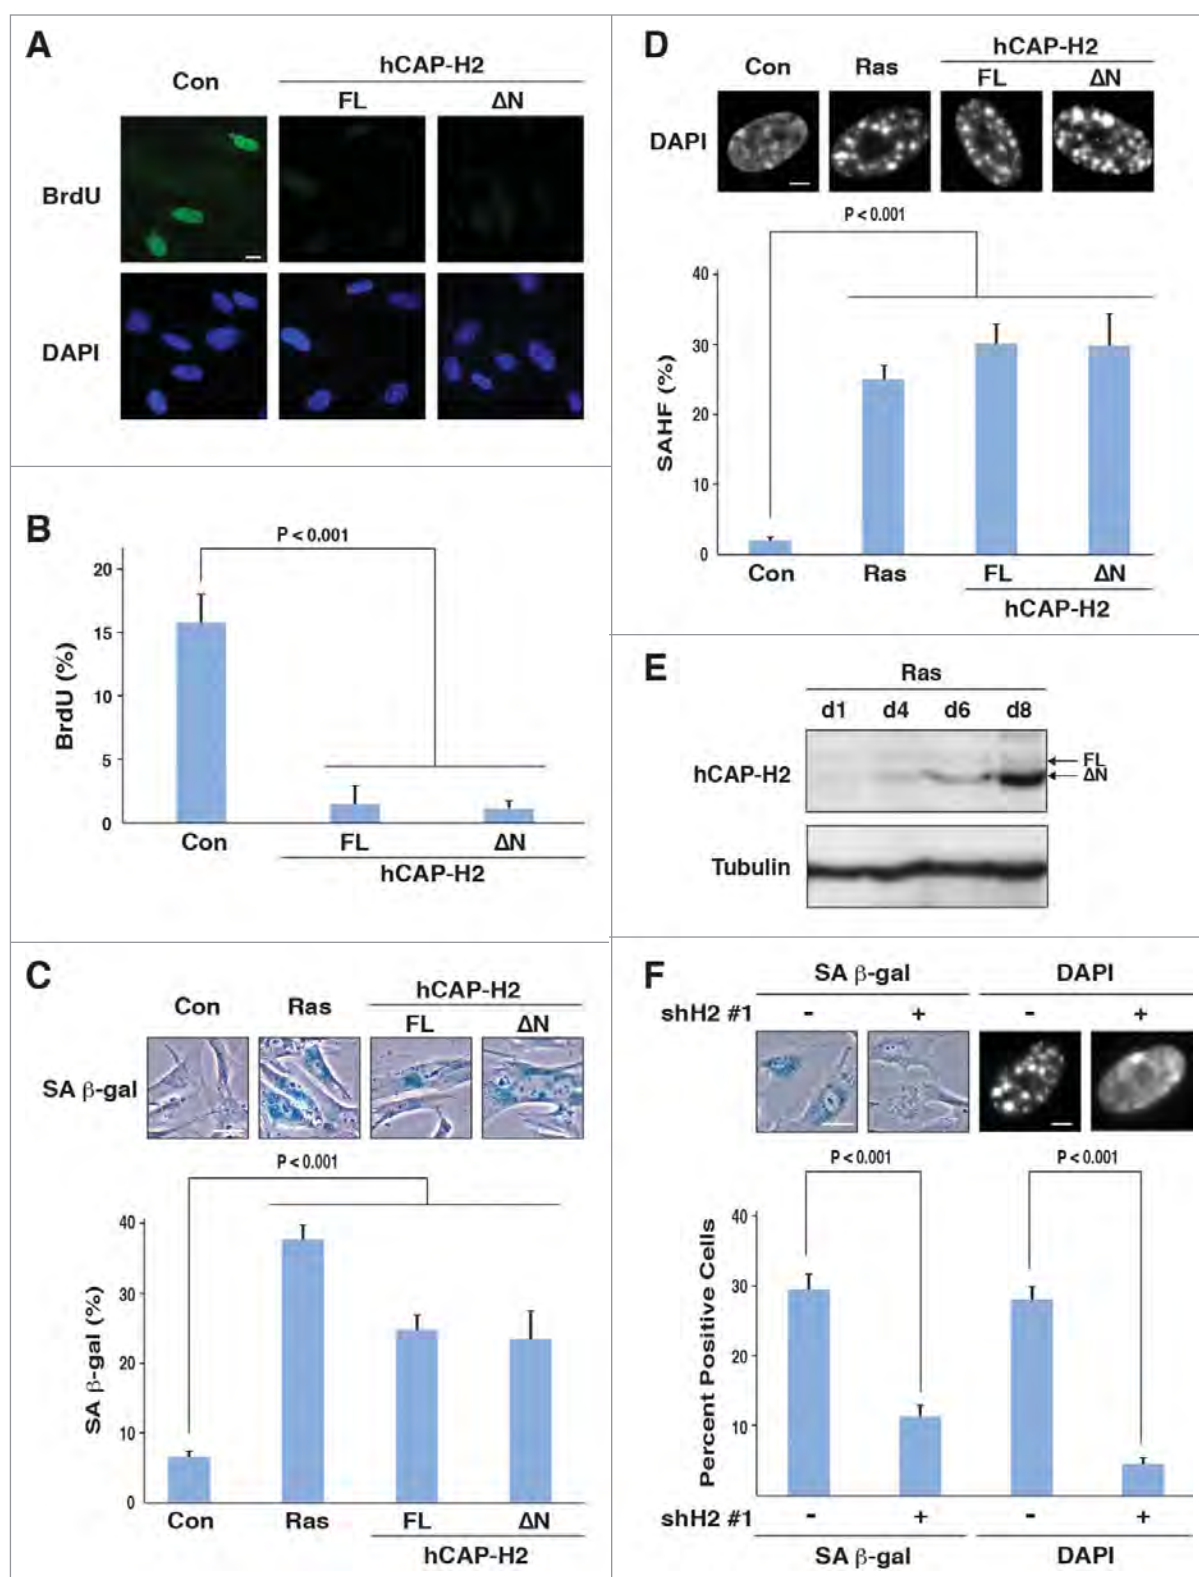 A
hCAP-H2
Con
FL ΔN
BrdU
DAPI
B
P < 0.001
20
15
10
5
0
BrdU (%)
Con FL ΔN
hCAP-H2
C
hCAP-H2
Con Ras
FL ΔN
SA β-gal
P < 0.001
40
30
20
10
0
SA β-gal (%)
Con Ras FL ΔN
hCAP-H2
D
hCAP-H2
Con Ras
FL ΔN
DAPI
P < 0.001
40
30
20
10
0
SAHF (%)
Con Ras FL ΔN
hCAP-H2
E
Ras
d1 d4 d6 d8
hCAP-H2
FL
ΔN
Tubulin
F
SA β-gal DAPI
shH2 #1 - + - +
P < 0.001 P < 0.001
40
30
20
10
Percent Positive Cells
shH2 #1 - + - +
SA β-gal DAPI